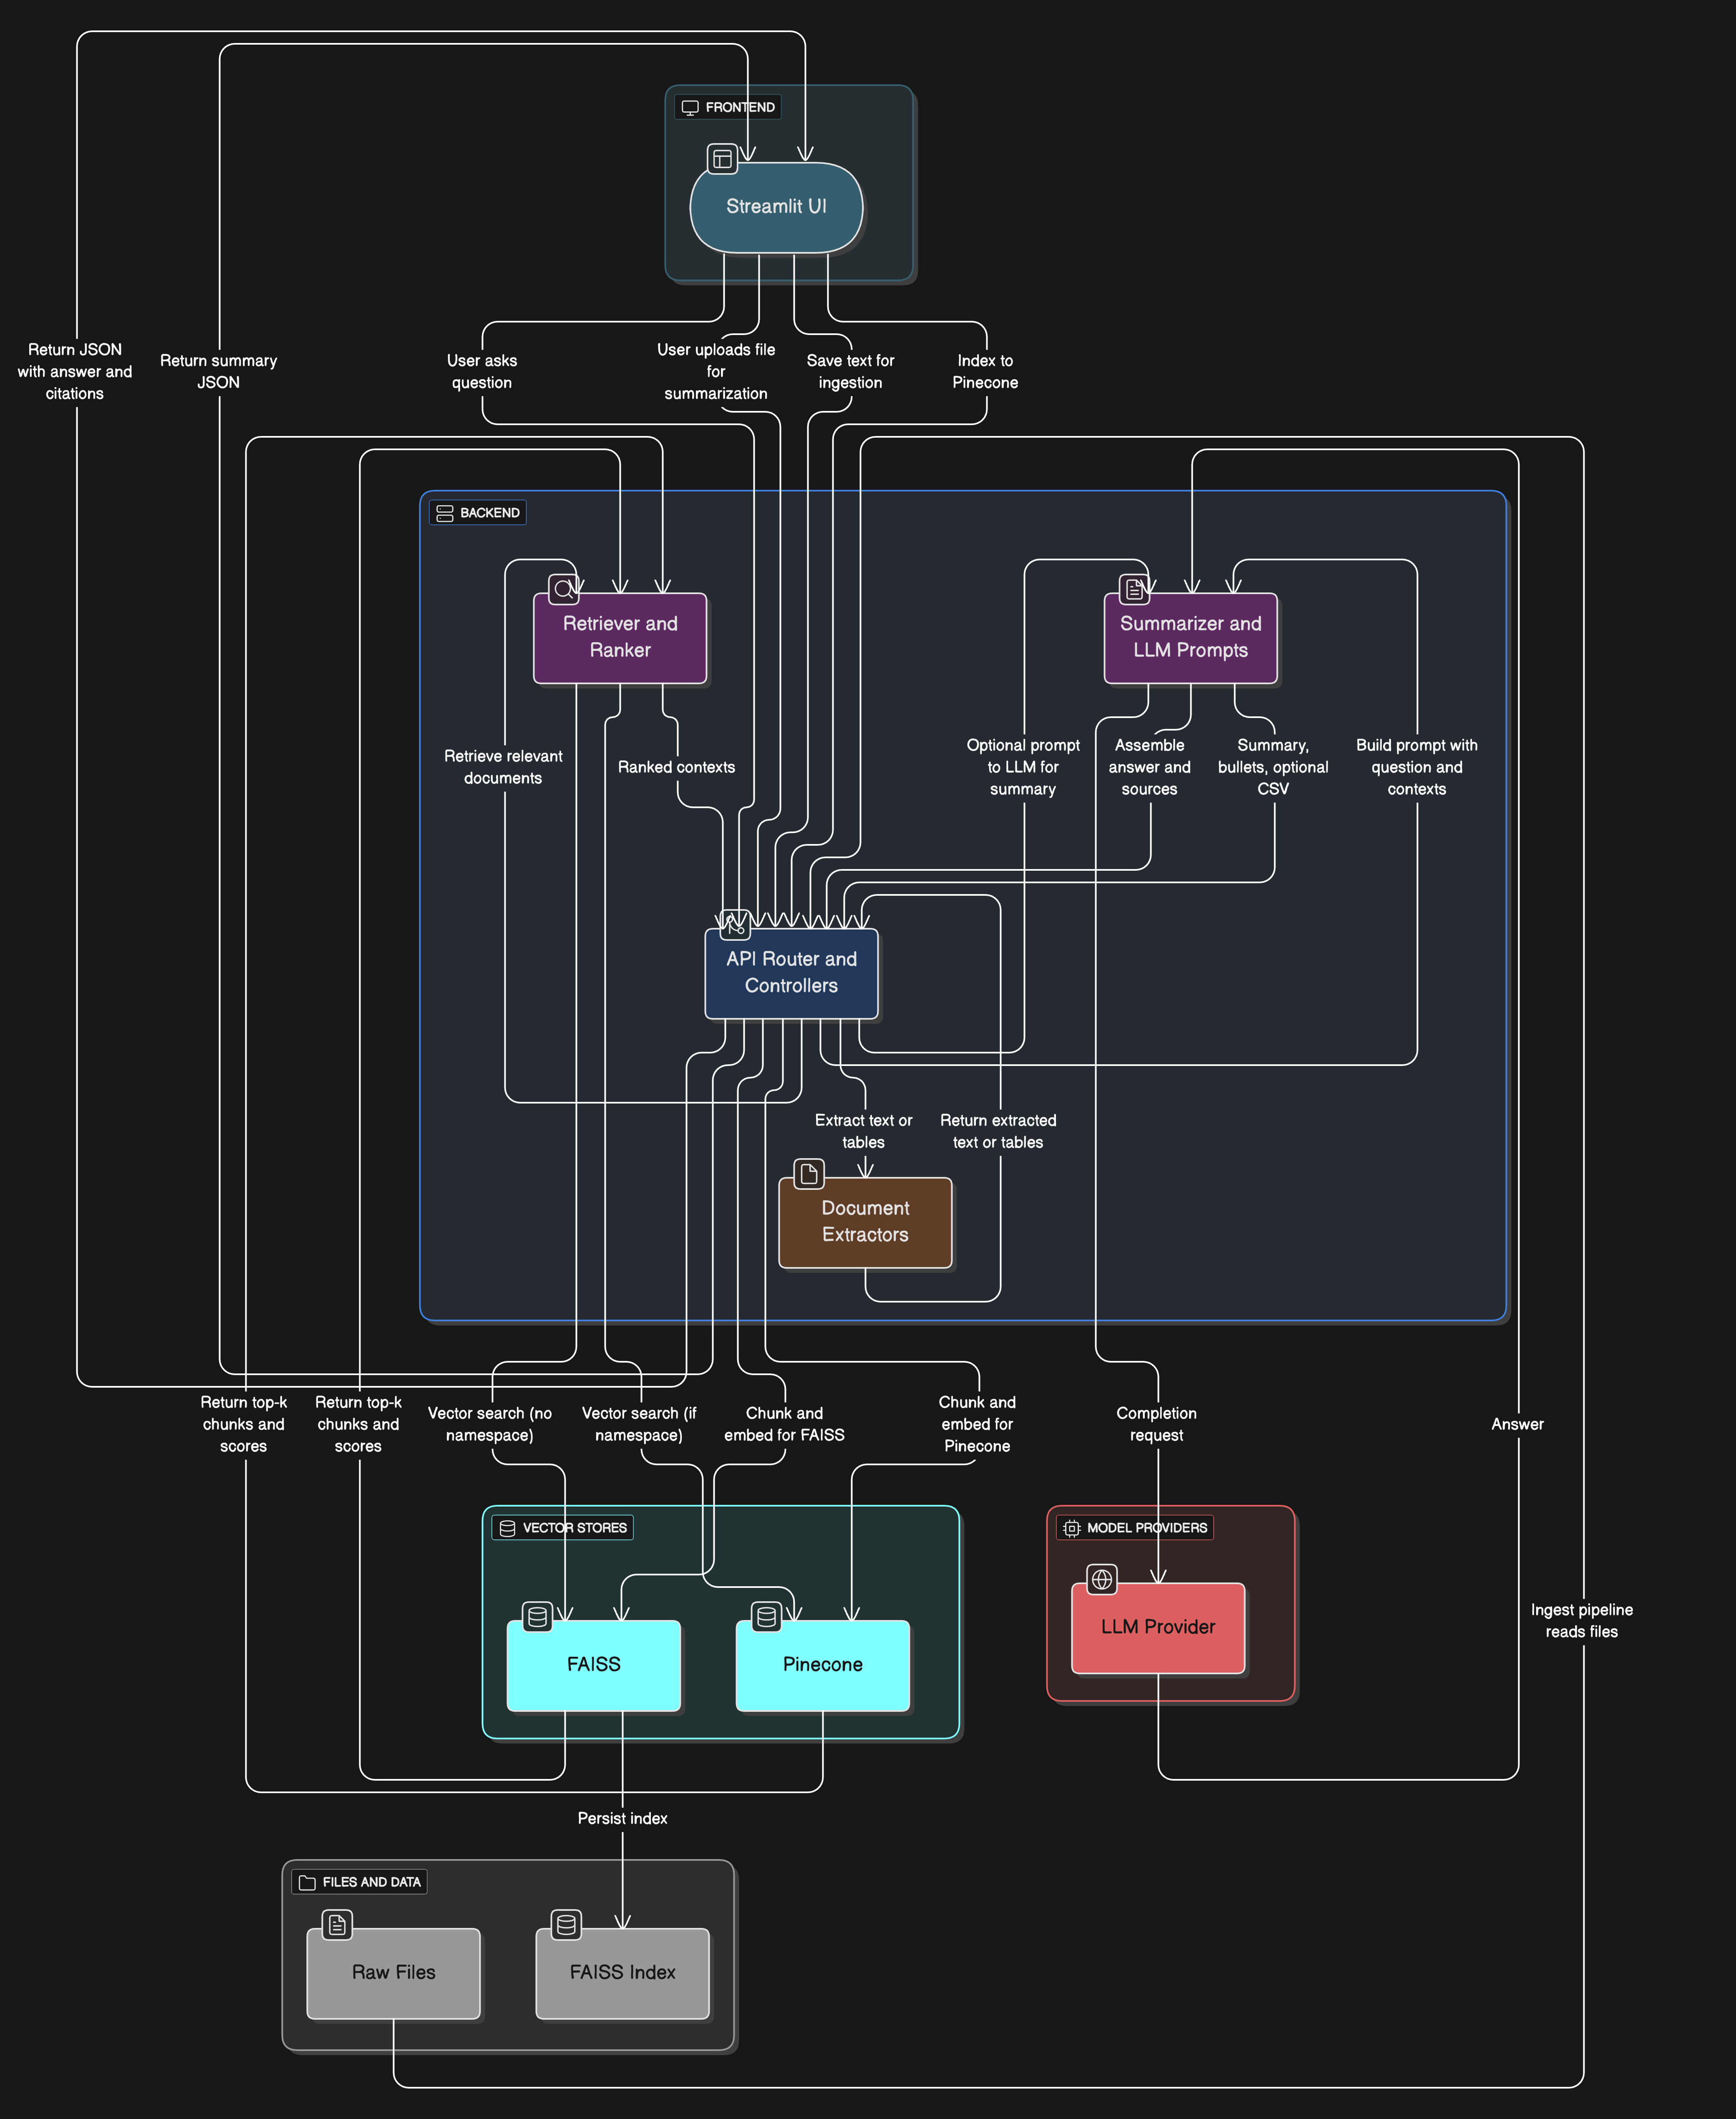 FRONTEND
Streamlit UI
Return JSON
with answer and
citations
Return summary
JSON
User asks
question
User uploads file
for
summarization
Save text for
ingestion
Index to
Pinecone
BACKEND
Retriever and
Ranker
Summarizer and
LLM Prompts
Retrieve relevant
documents
Ranked contexts
Optional prompt
to LLM for
summary
Assemble
answer and
sources
Summary,
bullets, optional
CSV
Build prompt with
question and
contexts
API Router and
Controllers
Extract text or
tables
Return extracted
text or tables
Document
Extractors
Return top-k
chunks and
scores
Return top-k
chunks and
scores
Vector search (no
namespace)
Vector search (if
namespace)
Chunk and
embed for FAISS
Chunk and
embed for
Pinecone
Completion
request
Answer
VECTOR STORES
MODEL PROVIDERS
FAISS
Pinecone
LLM Provider
Ingest pipeline
reads files
Persist index
FILES AND DATA
Raw Files
FAISS Index